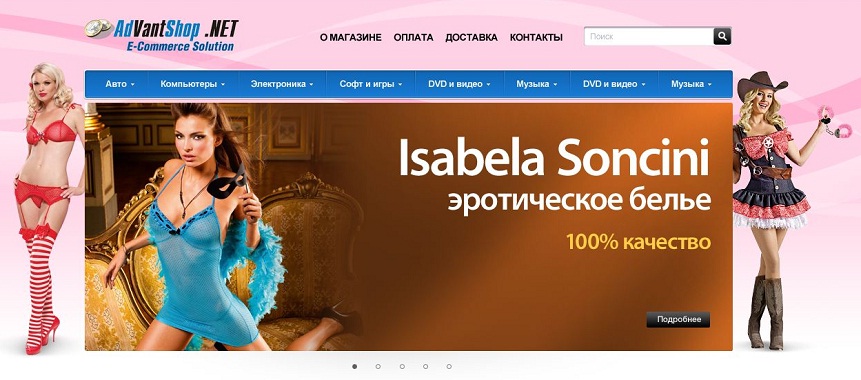 AdVantShop .NET
E-Commerce Solution
О МАГАЗИНЕ ОПЛАТА ДОСТАВКА КОНТАКТЫ
Поиск
Авто Компьютеры Электроника Софт и игры DVD и видео Музыка DVD и видео Музыка
Isabela Soncini
эротическое белье
100% качество
Подробнее